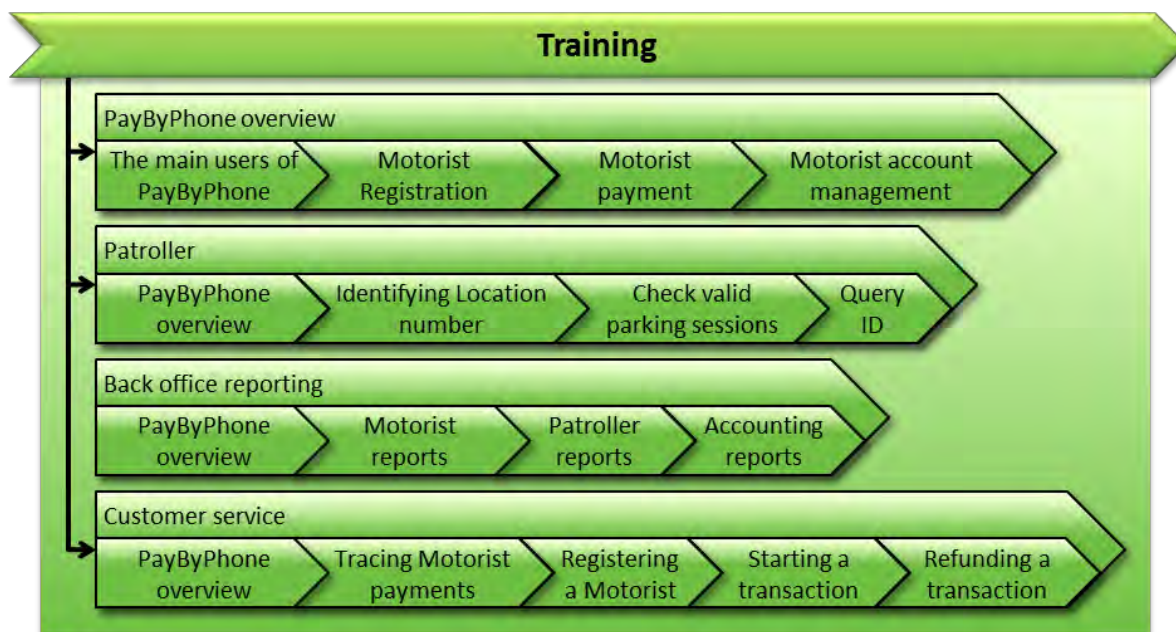 Training
PayByPhone overview
The main users of
PayByPhone
Motorist
Registration
Motorist
payment
Motorist account
management
Patroller
PayByPhone
overview
Identifying Location
number
Check valid
parking sessions
Query
ID
Back office reporting
PayByPhone
overview
Motorist
reports
Patroller
reports
Accounting
reports
Customer service
PayByPhone
overview
Tracing Motorist
payments
Registering
a Motorist
Starting a
transaction
Refunding a
transaction